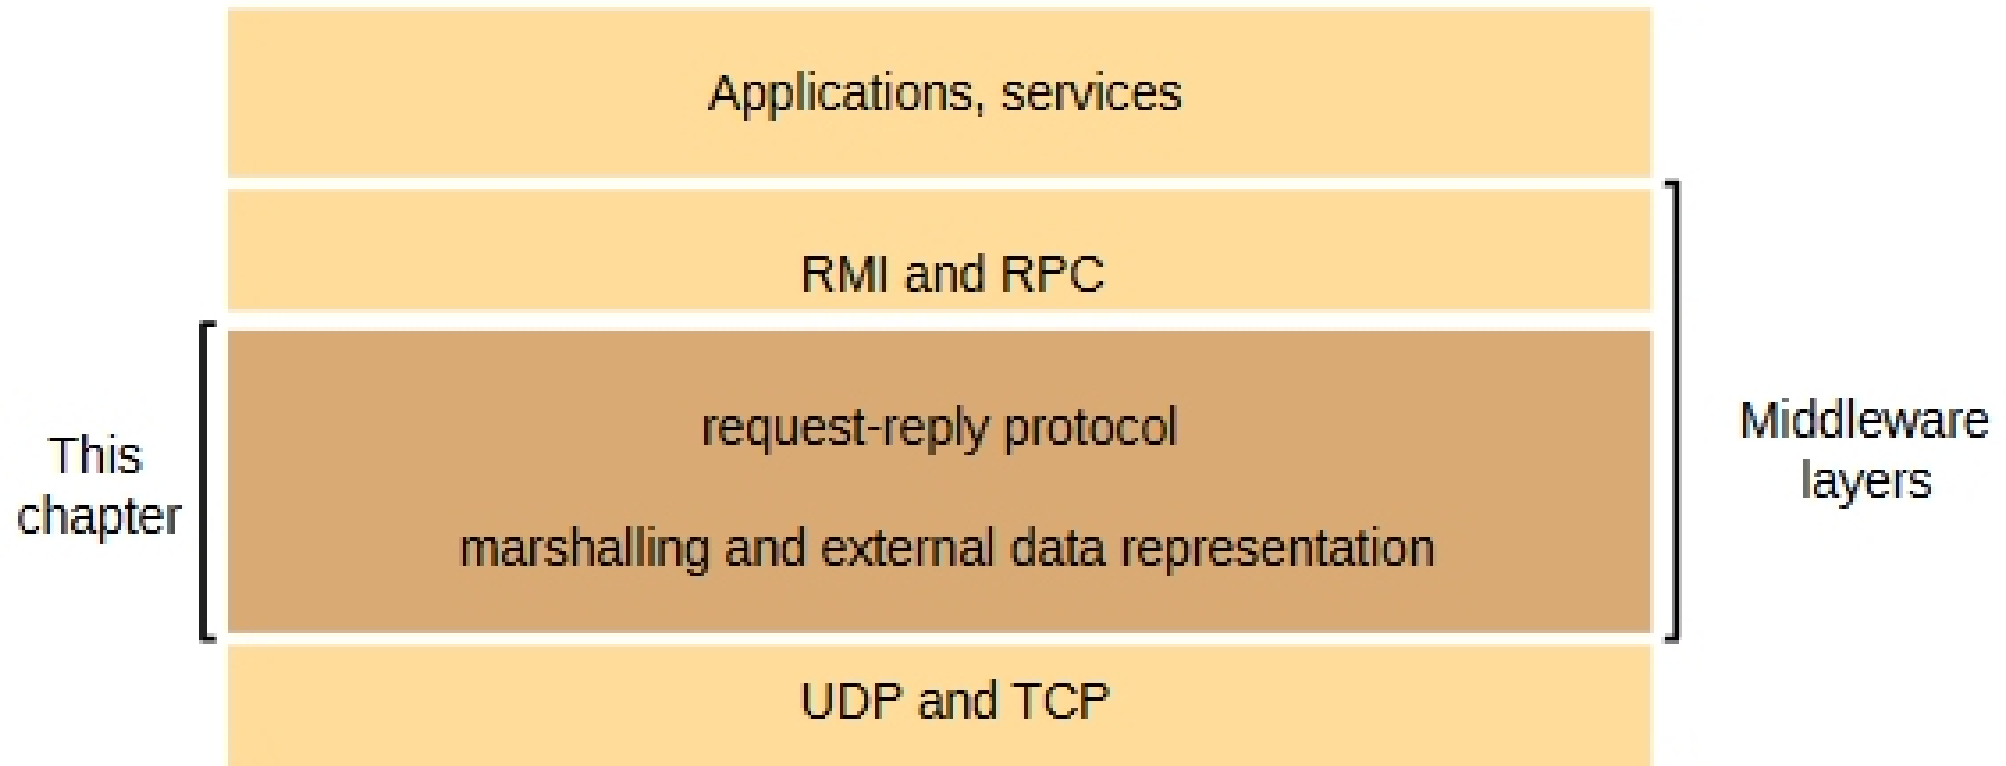 Applications, services
RMI and RPC
request-reply protocol
marshalling and external data representation
UDP and TCP
This
chapter
Middleware
layers